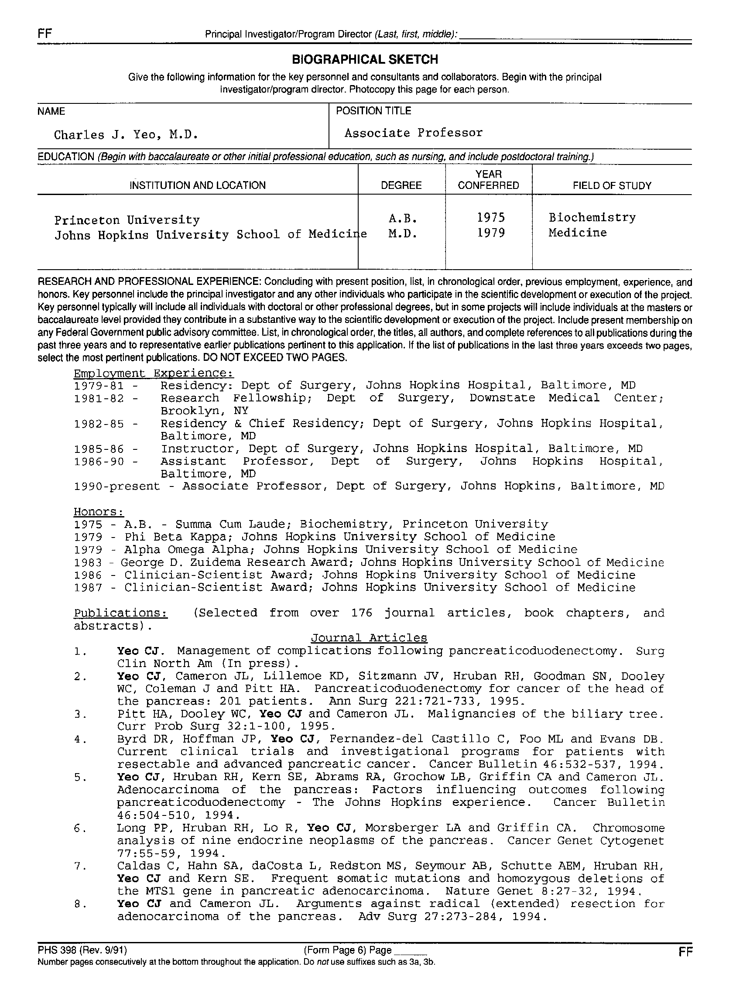 FF Principal Investigator/Program Director (Last, first, middle):
BIOGRAPHICAL SKETCH
Give the following information for the key personnel and consultants and collaborators. Begin with the principal
investigator/program director. Photocopy this page for each person.
NAME POSITION TITLE
Charles J. Yeo, M.D. Associate Professor
EDUCATION (Begin with baccalaureate or other initial professional education, such as nursing, and include postdoctoral training.)
INSTITUTION AND LOCATION DEGREE YEAR CONFERRED FIELD OF STUDY
Princeton University A.B. 1975 Biochemistry
Johns Hopkins University School of Medicine M.D. 1979 Medicine
RESEARCH AND PROFESSIONAL EXPERIENCE: Concluding with present position, list, in chronological order, previous employment, experience, and
honors. Key personnel include the principal investigator and any other individuals who participate in the scientific development or execution of the project.
Key personnel typically will include all individuals with doctoral or other professional degrees, but in some projects will include individuals at the masters or
baccalaureate level provided they contribute in a substantive way to the scientific development or execution of the project. Include present membership on
any Federal Government public advisory committee. List, in chronological order, the titles, all authors, and complete references to all publications during the
past three years and to representative earlier publications pertinent to this application. If the list of publications in the last three years exceeds two pages,
select the most pertinent publications. DO NOT EXCEED TWO PAGES.
Employment Experience:
1979-81 - Residency: Dept of Surgery, Johns Hopkins Hospital, Baltimore, MD
1981-82 - Research Fellowship; Dept of Surgery, Downstate Medical Center;
Brooklyn, NY
1982-85 - Residency & Chief Residency; Dept of Surgery, Johns Hopkins Hospital,
Baltimore, MD
1985-86 - Instructor, Dept of Surgery, Johns Hopkins Hospital, Baltimore, MD
1986-90 - Assistant Professor, Dept of Surgery, Johns Hopkins Hospital,
Baltimore, MD
1990-present - Associate Professor, Dept of Surgery, Johns Hopkins, Baltimore, MD
Honors:
1975 - A.B. - Summa Cum Laude; Biochemistry, Princeton University
1979 - Phi Beta Kappa; Johns Hopkins University School of Medicine
1979 - Alpha Omega Alpha; Johns Hopkins University School of Medicine
1983 - George D. Zuidema Research Award; Johns Hopkins University School of Medicine
1986 - Clinician-Scientist Award; Johns Hopkins University School of Medicine
1987 - Clinician-Scientist Award; Johns Hopkins University School of Medicine
Publications: (Selected from over 176 journal articles, book chapters, and
abstracts).
Journal Articles
1. Yeo CJ. Management of complications following pancreaticoduodenectomy. Surg
Clin North Am (In press).
2. Yeo CJ, Cameron JL, Lillemoe KD, Sitzmann JV, Hruban RH, Goodman SN, Dooley
WC, Coleman J and Pitt HA. Pancreaticoduodenectomy for cancer of the head of
the pancreas: 201 patients. Ann Surg 221:721-733, 1995.
3. Pitt HA, Dooley WC, Yeo CJ and Cameron JL. Malignancies of the biliary tree.
Curr Prob Surg 32:1-100, 1995.
4. Byrd DR, Hoffman JP, Yeo CJ, Fernandez-del Castillo C, Foo ML and Evans DB.
Current clinical trials and investigational programs for patients with
resectable and advanced pancreatic cancer. Cancer Bulletin 46:532-537, 1994.
5. Yeo CJ, Hruban RH, Kern SE, Abrams RA, Grochow LB, Griffin CA and Cameron JL.
Adenocarcinoma of the pancreas: Factors influencing outcomes following
pancreaticoduodenectomy - The Johns Hopkins experience. Cancer Bulletin
46:504-510, 1994.
6. Long PP, Hruban RH, Lo R, Yeo CJ, Morsberger LA and Griffin CA. Chromosome
analysis of nine endocrine neoplasms of the pancreas. Cancer Genet Cytogenet
77:55-59, 1994.
7. Caldas C, Hahn SA, daCosta L, Redston MS, Seymour AB, Schutte AEM, Hruban RH,
Yeo CJ and Kern SE. Frequent somatic mutations and homozygous deletions of
the MTS1 gene in pancreatic adenocarcinoma. Nature Genet 8:27-32, 1994.
8. Yeo CJ and Cameron JL. Arguments against radical (extended) resection for
adenocarcinoma of the pancreas. Adv Surg 27:273-284, 1994.
PHS 398 (Rev. 9/91) (Form Page 6) Page FF
Number pages consecutively at the bottom throughout the application. Do not use suffixes such as 3a, 3b.